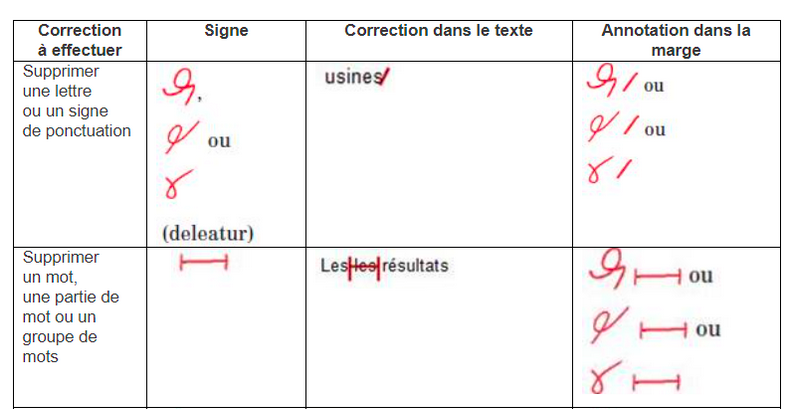 Correction
à effectuer
Signe
Correction dans le texte
Annotation dans la
marge
Supprimer
une lettre
ou un signe
de ponctuation
,
ou
(deleatur)
usines
ou
ou
Supprimer
un mot,
une partie de
mot ou un
groupe de
mots
Les les résultats
ou
ou